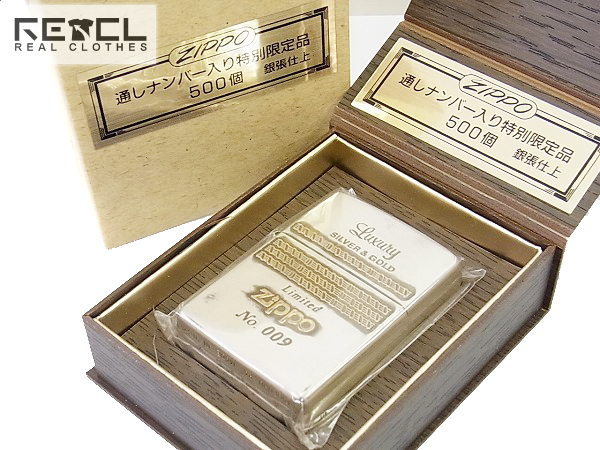 RECL
REAL CLOTHES
ZIPPO
通しナンバー入り特別限定品
500個 銀張仕上
ZIPPO
通しナンバー入り特別限定品
500個 銀張仕上
Luxury
SILVER & GOLD
Limited
Zippo
No. 009